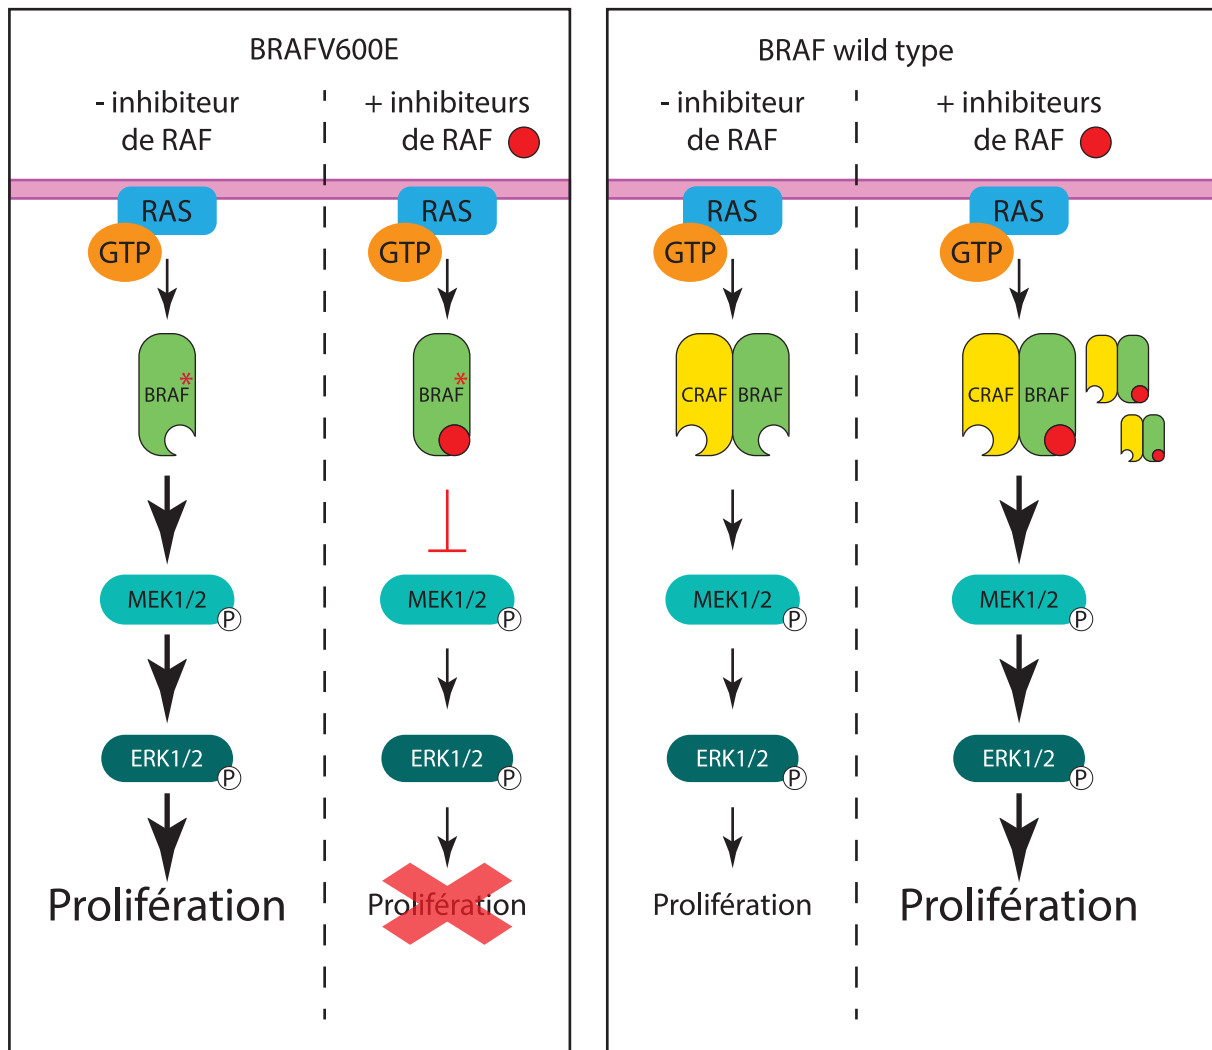 BRAFV600E
- inhibiteur
de RAF
+ inhibiteurs
de RAF
RAS
GTP
RAS
GTP
BRAF*
BRAF*
MEK1/2
P
MEK1/2
P
ERK1/2
P
ERK1/2
P
Prolifération
Prolifération
BRAF wild type
- inhibiteur
de RAF
+ inhibiteurs
de RAF
RAS
GTP
RAS
GTP
CRAF BRAF
CRAF BRAF
MEK1/2
P
MEK1/2
P
ERK1/2
P
ERK1/2
P
Prolifération
Prolifération